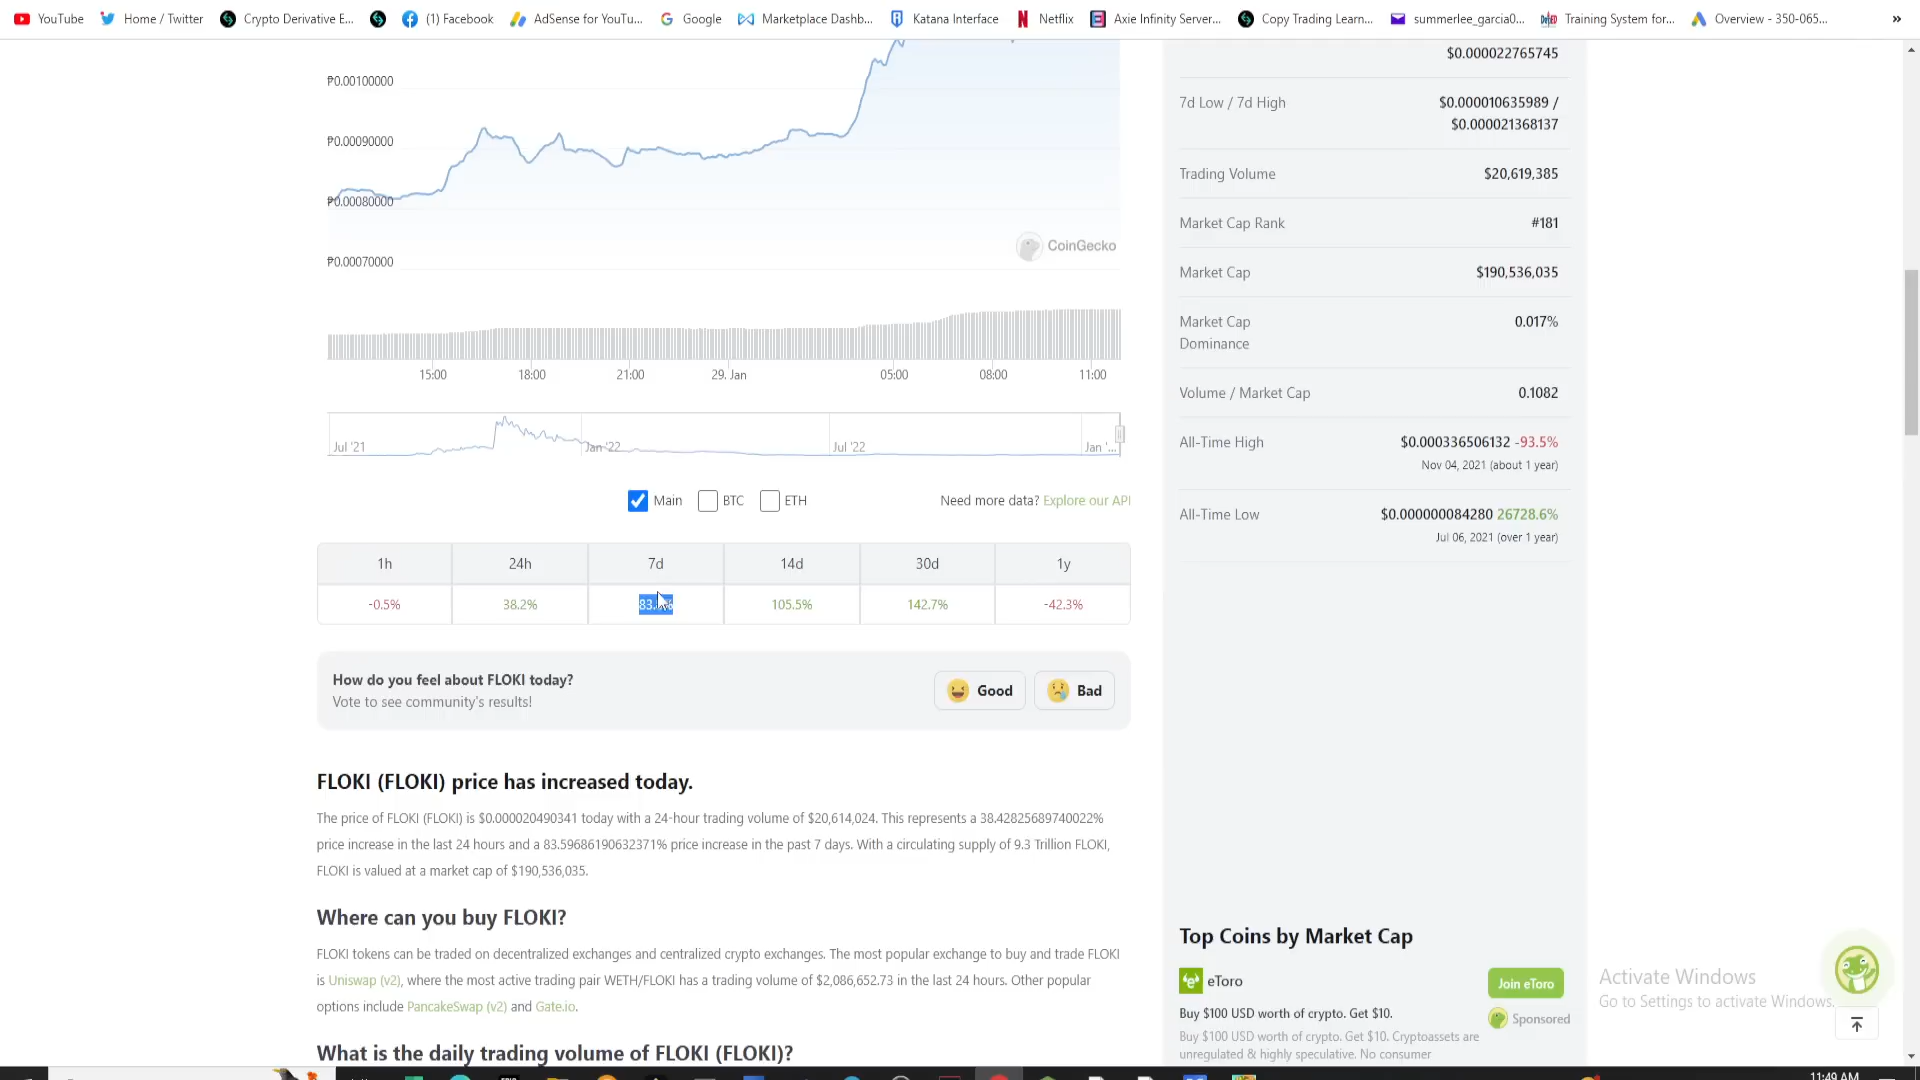 YouTube
Home / Twitter
Crypto Derivative E...
(1) Facebook
AdSense for YouTu...
Google
Marketplace Dashb...
Katana Interface
Netflix
Axie Infinity Server...
Copy Trading Learn...
summerlee_garcia0...
Training System for...
Overview - 350-065...
»
₱0.00100000
₱0.00090000
₱0.00080000
₱0.00070000
CoinGecko
15:00
18:00
21:00
29. Jan
05:00
08:00
11:00
Jul '21
Jan '22
Jul '22
Jan '...
Main
BTC
ETH
Need more data? Explore our API
1h
24h
7d
14d
30d
1y
-0.5%
38.2%
105.5%
142.7%
-42.3%
How do you feel about FLOKI today?
Vote to see community's results!
Good
Bad
FLOKI (FLOKI) price has increased today.
The price of FLOKI (FLOKI) is $0.000020490341 today with a 24-hour trading volume of $20,614,024. This represents a 38.42825689740022%
price increase in the last 24 hours and a 83.59686190632371% price increase in the past 7 days. With a circulating supply of 9.3 Trillion FLOKI,
FLOKI is valued at a market cap of $190,536,035.
Where can you buy FLOKI?
FLOKI tokens can be traded on decentralized exchanges and centralized crypto exchanges. The most popular exchange to buy and trade FLOKI
is Uniswap (v2), where the most active trading pair WETH/FLOKI has a trading volume of $2,086,652.73 in the last 24 hours. Other popular
options include PancakeSwap (v2) and Gate.io.
What is the daily trading volume of FLOKI (FLOKI)?
$0.000022765745
7d Low / 7d High
$0.000010635989 /
$0.000021368137
Trading Volume
$20,619,385
Market Cap Rank
#181
Market Cap
$190,536,035
Market Cap
Dominance
0.017%
Volume / Market Cap
0.1082
All-Time High
$0.000336506132 -93.5%
Nov 04, 2021 (about 1 year)
All-Time Low
$0.000000084280 26728.6%
Jul 06, 2021 (over 1 year)
Top Coins by Market Cap
eToro
Join eToro
Buy $100 USD worth of crypto. Get $10.
Sponsored
Buy $100 USD worth of crypto. Get $10. Cryptoassets are
unregulated & highly speculative. No consumer
Activate Windows
Go to Settings to activate Windows.
11:49 AM